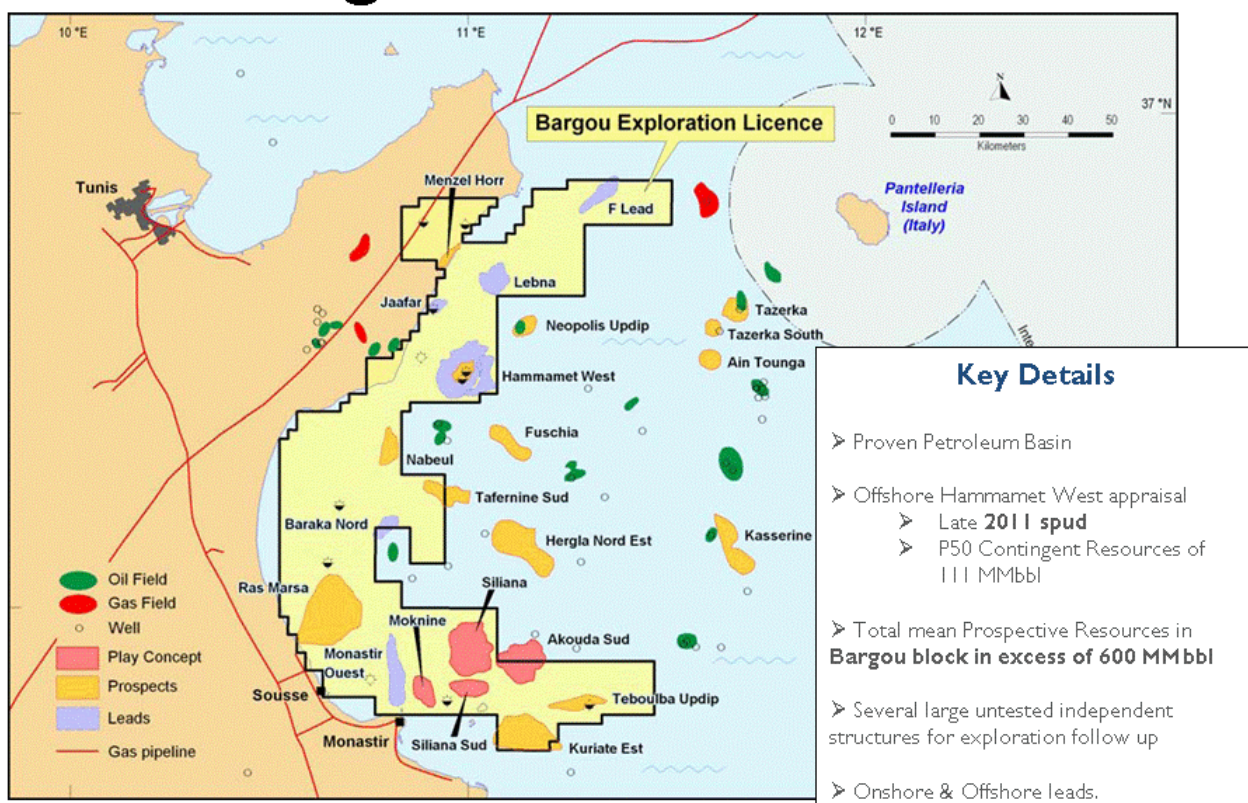 10 °E
11 °E
12 °E
37 °N
Bargou Exploration Licence
0 10 20 30 40 50
Kilometers
N
Tunis
Menzel Horr
F Lead
Pantelleria
Island
(Italy)
Lebna
Jaafar
Neopolis Updip
Tazerka
Tazerka South
Ain Tounga
Hammamet West
Fuschia
Nabeul
Tafernine Sud
Baraka Nord
Hergla Nord Est
Kasserine
Ras Marsa
Siliana
Moknine
Akouda Sud
Monastir
Ouest
Sousse
Teboulba Updip
Monastir
Siliana Sud
Kuriate Est
Oil Field
Gas Field
Well
Play Concept
Prospects
Leads
Gas pipeline
Key Details
➢ Proven Petroleum Basin
➢ Offshore Hammamet West appraisal
➢ Late 2011 spud
➢ P50 Contingent Resources of
111 MMbbl
➢ Total mean Prospective Resources in
Bargou block in excess of 600 MMbbl
➢ Several large untested independent
structures for exploration follow up
➢ Onshore & Offshore leads.